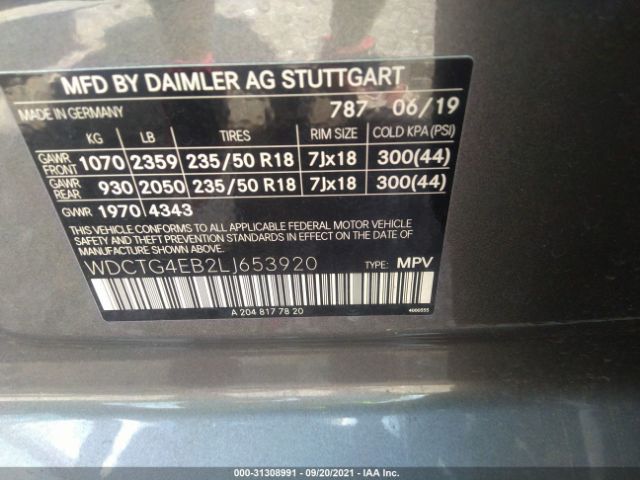 MFD BY DAIMLER AG STUTTGART
MADE IN GERMANY 787 06/19
KG LB TIRES RIM SIZE COLD KPA (PSI)
GAWR FRONT 1070 2359 235/50 R18 7Jx18 300(44)
GAWR REAR 930 2050 235/50 R18 7Jx18 300(44)
GVWR 1970 4343
THIS VEHICLE CONFORMS TO ALL APPLICABLE FEDERAL MOTOR VEHICLE
SAFETY AND THEFT PREVENTION STANDARDS IN EFFECT ON THE DATE OF
MANUFACTURE SHOWN ABOVE.
WDCTG4EB2LJ653920 TYPE: MPV
A 204 817 78 20 4000555
000-31308991 - 09/20/2021 - IAA Inc.